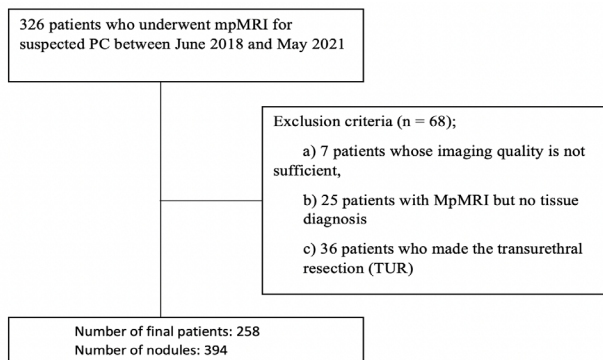 326 patients who underwent mpMRI for
suspected PC between June 2018 and May 2021
Exclusion criteria (n = 68);
a) 7 patients whose imaging quality is not
sufficient,
b) 25 patients with MpMRI but no tissue
diagnosis
c) 36 patients who made the transurethral
resection (TUR)
Number of final patients: 258
Number of nodules: 394